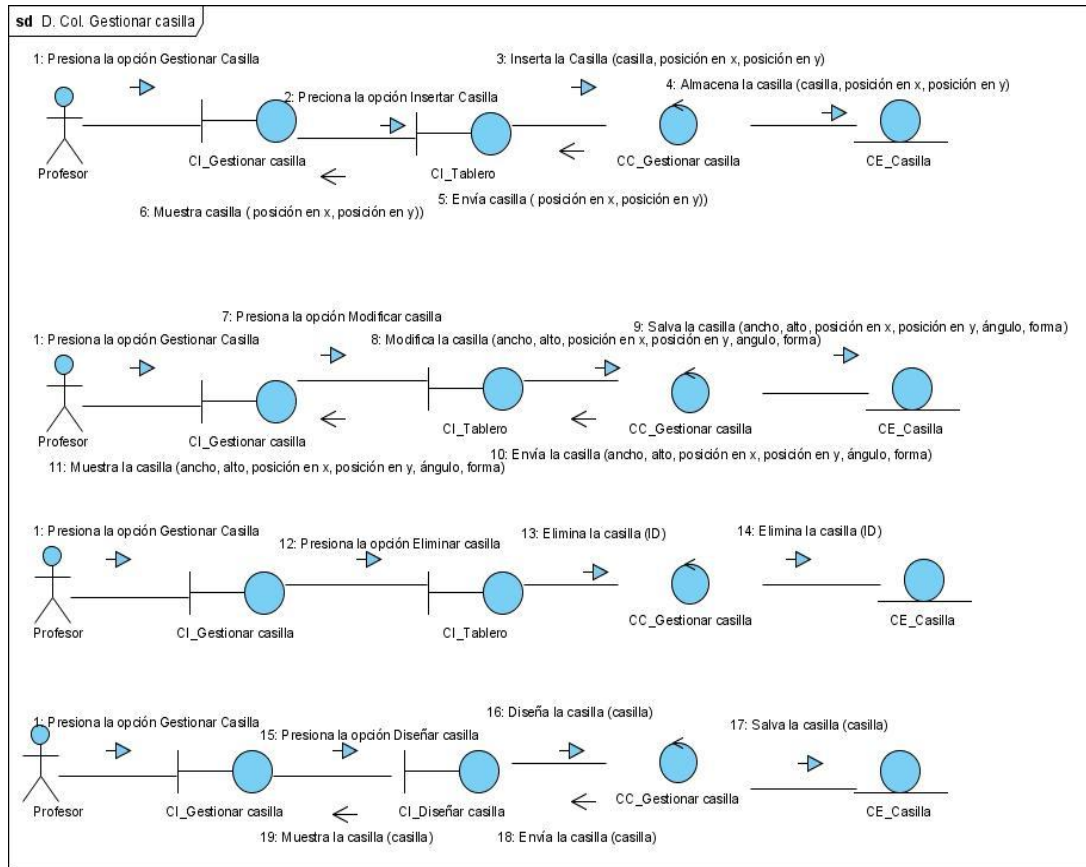 sd D. Col. Gestionar casilla
1: Presiona la opción Gestionar Casilla
3: Inserta la Casilla (casilla, posición en x, posición en y)
4: Almacena la casilla (casilla, posición en x, posición en y)
2: Preciona la opción Insertar Casilla
Profesor
CI_Gestionar casilla
CI_Tablero
CC_Gestionar casilla
CE_Casilla
5: Envía casilla ( posición en x, posición en y))
6: Muestra casilla ( posición en x, posición en y))
7: Presiona la opción Modificar casilla
9: Salva la casilla (ancho, alto, posición en x, posición en y, ángulo, forma)
1: Presiona la opción Gestionar Casilla
8: Modifica la casilla (ancho, alto, posición en x, posición en y, ángulo, forma)
Profesor
CI_Gestionar casilla
CI_Tablero
CC_Gestionar casilla
CE_Casilla
10: Envía la casilla (ancho, alto, posición en x, posición en y, ángulo, forma)
11: Muestra la casilla (ancho, alto, posición en x, posición en y, ángulo, forma)
1: Presiona la opción Gestionar Casilla
13: Elimina la casilla (ID)
14: Elimina la casilla (ID)
12: Presiona la opción Eliminar casilla
Profesor
CI_Gestionar casilla
CI_Tablero
CC_Gestionar casilla
CE_Casilla
16: Diseña la casilla (casilla)
1: Presiona la opción Gestionar Casilla
17: Salva la casilla (casilla)
15: Presiona la opción Diseñar casilla
Profesor
CI_Gestionar casilla
CI_Diseñar casilla
CC_Gestionar casilla
CE_Casilla
19: Muestra la casilla (casilla)
18: Envía la casilla (casilla)